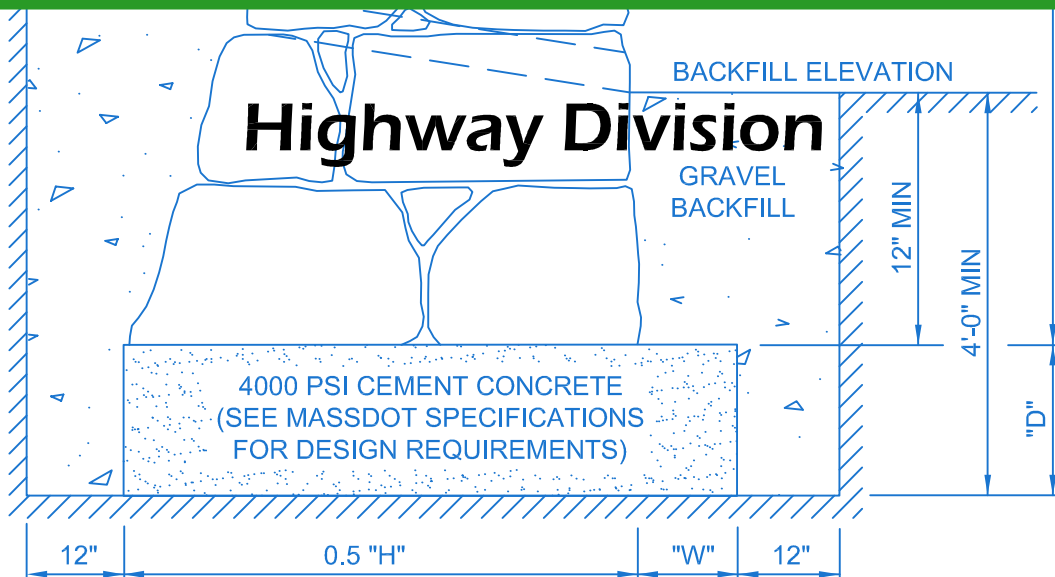 BACKFILL ELEVATION
Highway Division
GRAVEL
BACKFILL
12" MIN
4'-0" MIN
"D"
4000 PSI CEMENT CONCRETE
(SEE MASSDOT SPECIFICATIONS
FOR DESIGN REQUIREMENTS)
12"
0.5 "H"
"W"
12"